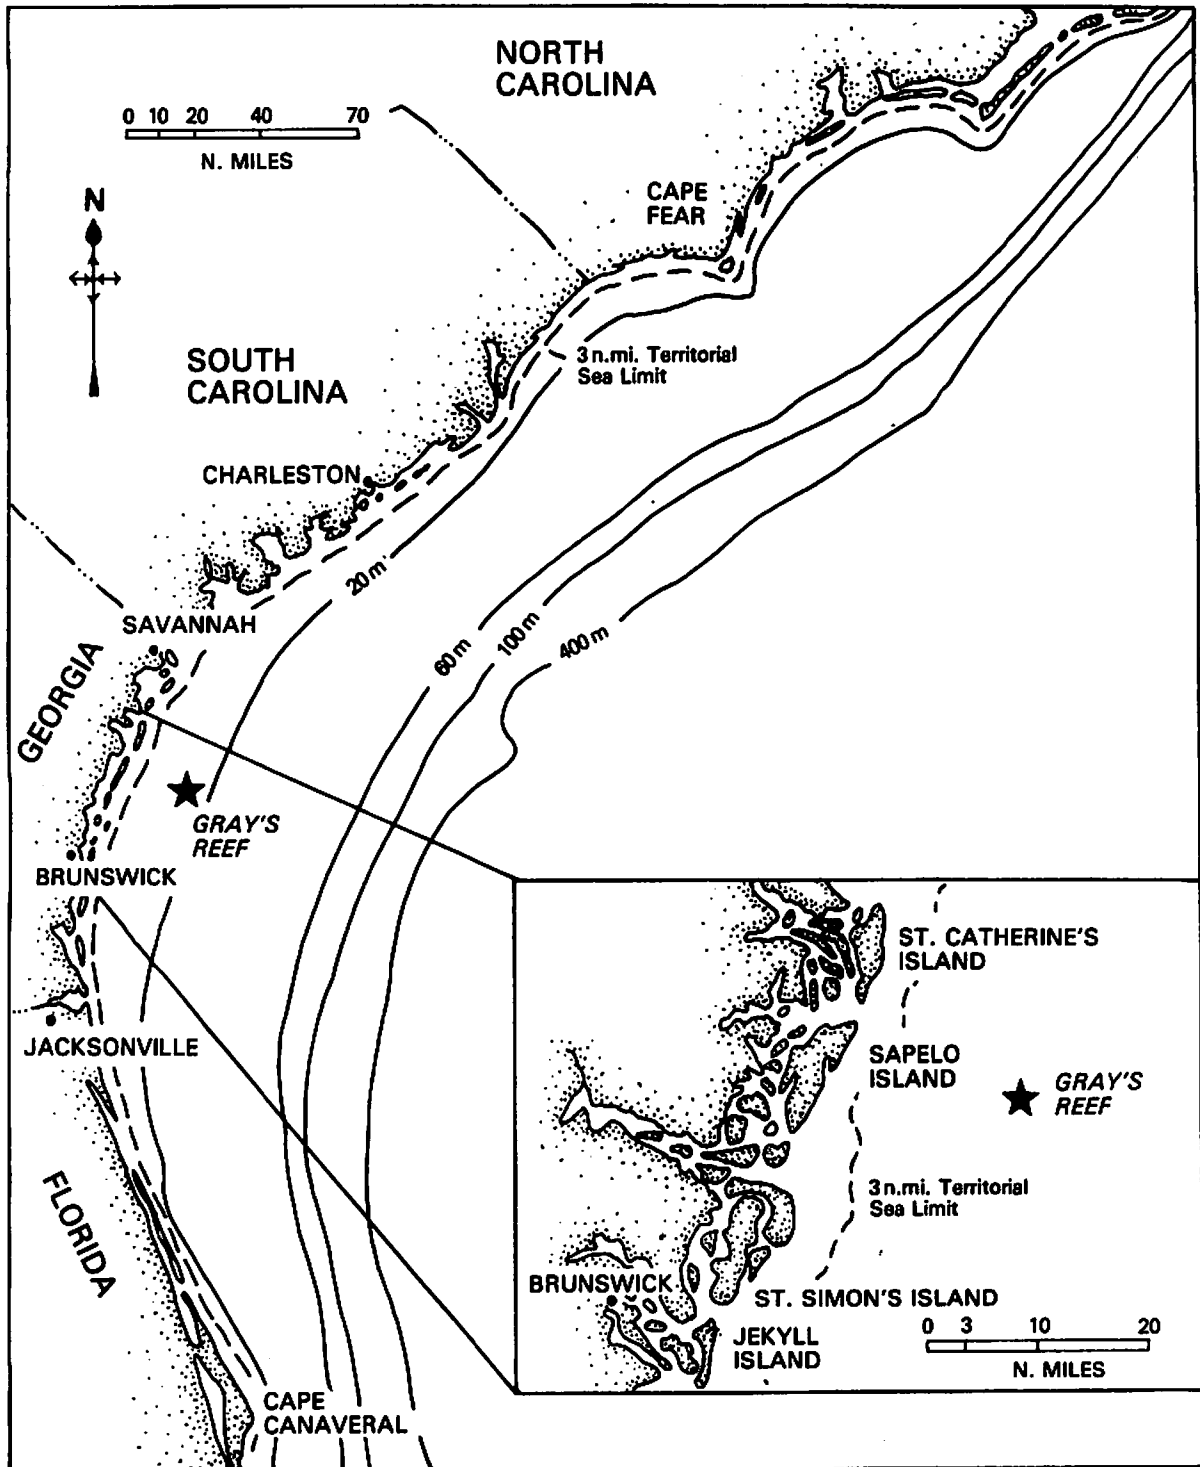 NORTH
CAROLINA
0 10 20 40 70
N. MILES
N
CAPE
FEAR
SOUTH
CAROLINA
3 n.mi. Territorial
Sea Limit
CHARLESTON
20 m
SAVANNAH
60 m
100 m
400 m
GEORGIA
GRAY'S
REEF
BRUNSWICK
JACKSONVILLE
FLORIDA
CAPE
CANAVERAL
ST. CATHERINE'S
ISLAND
SAPELO
ISLAND
GRAY'S
REEF
3 n.mi. Territorial
Sea Limit
BRUNSWICK
ST. SIMON'S ISLAND
JEKYLL
ISLAND
0 3 10 20
N. MILES